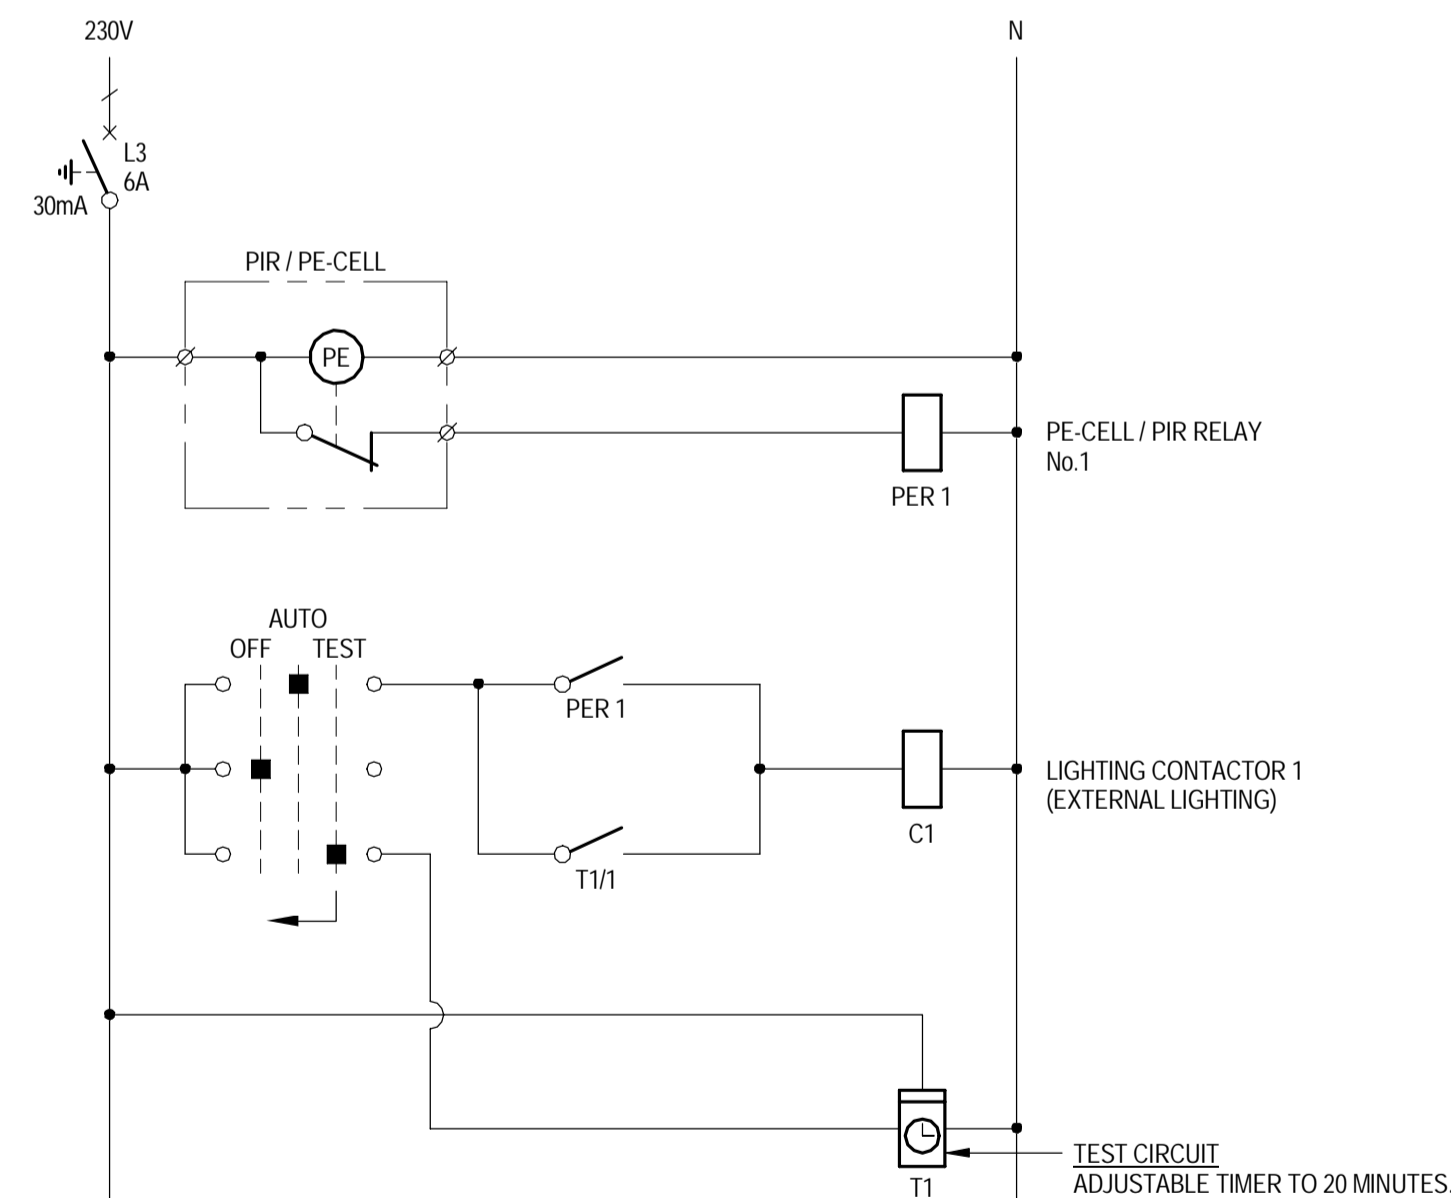 230V
N
L3
6A
30mA
PIR / PE-CELL
PE
PE-CELL / PIR RELAY
No.1
PER 1
AUTO
OFF TEST
PER 1
LIGHTING CONTACTOR 1
(EXTERNAL LIGHTING)
C1
T1/1
TEST CIRCUIT
ADJUSTABLE TIMER TO 20 MINUTES.
T1